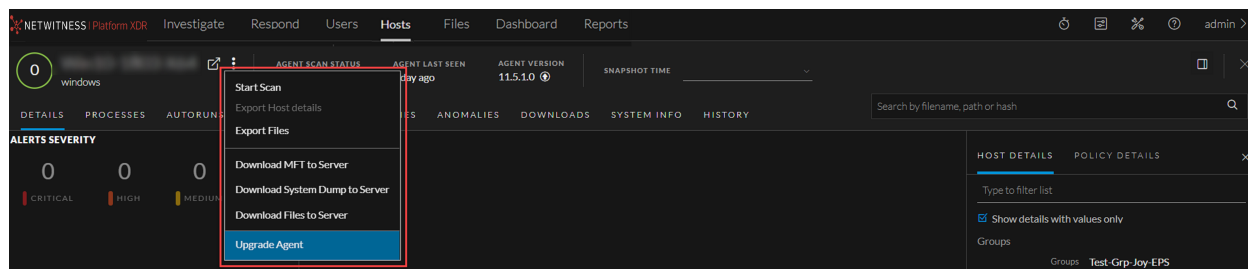 NETWITNESS Platform XDR Investigate Respond Users Hosts Files Dashboard Reports admin
0
windows
AGENT SCAN STATUS
AGENT LAST SEEN
day ago
AGENT VERSION
11.5.1.0
SNAPSHOT TIME
Start Scan
Export Host details
Export Files
Download MFT to Server
Download System Dump to Server
Download Files to Server
Upgrade Agent
DETAILS PROCESSES AUTORUNS ANOMALIES DOWNLOADS SYSTEM INFO HISTORY
Search by filename, path or hash
ALERTS SEVERITY
0 0 0
CRITICAL HIGH MEDIUM
HOST DETAILS POLICY DETAILS
Type to filter list
Show details with values only
Groups
Groups Test-Grp-Joy-EPS